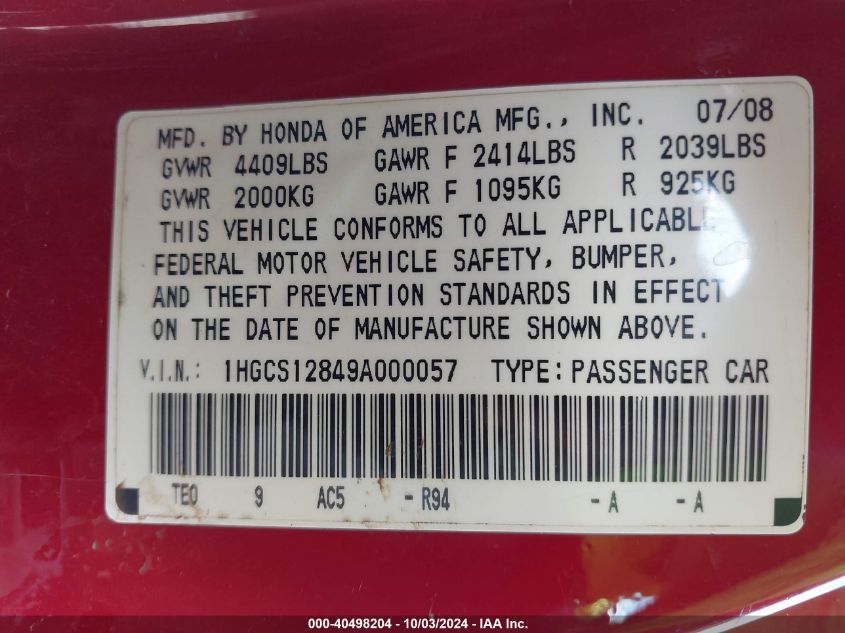 MFD. BY HONDA OF AMERICA MFG., INC. 07/08
GVWR 4409LBS GAWR F 2414LBS R 2039LBS
GVWR 2000KG GAWR F 1095KG R 925KG
THIS VEHICLE CONFORMS TO ALL APPLICABLE
FEDERAL MOTOR VEHICLE SAFETY, BUMPER,
AND THEFT PREVENTION STANDARDS IN EFFECT
ON THE DATE OF MANUFACTURE SHOWN ABOVE.
V.I.N.: 1HGCS12849A000057 TYPE: PASSENGER CAR
TE0 9 AC5 - R94 - A - A
000-40498204 - 10/03/2024 - IAA Inc.